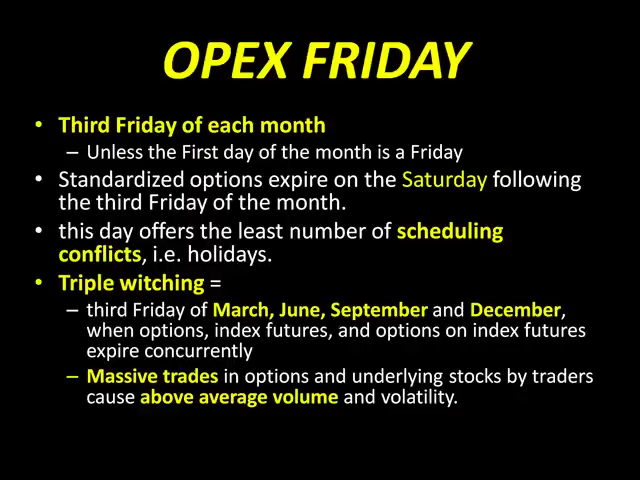 OPEX FRIDAY
• Third Friday of each month
– Unless the First day of the month is a Friday
• Standardized options expire on the Saturday following
the third Friday of the month.
• this day offers the least number of scheduling
conflicts, i.e. holidays.
• Triple witching =
– third Friday of March, June, September and December,
when options, index futures, and options on index futures
expire concurrently
– Massive trades in options and underlying stocks by traders
cause above average volume and volatility.